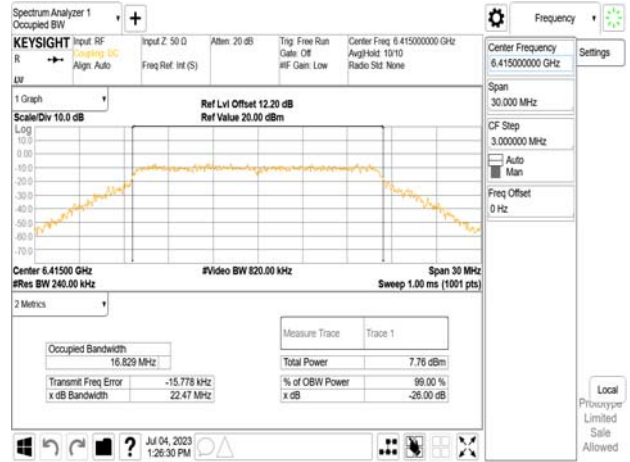 Spectrum Analyzer 1
Occupied BW
KEYSIGHT Input: RF Input Z: 50 Ω Atten: 20 dB Trig: Free Run Center Freq: 6.415000000 GHz
R Coupling: DC Gate: Off Avg|Hold: 10/10
Align: Auto Freq Ref: Int (S) #IF Gain: Low Radio Std: None
LXI
1 Graph
Ref Lvl Offset 12.20 dB
Scale/Div 10.0 dB Ref Value 20.00 dBm
Log
10.0
0.00
-10.0
-20.0
-30.0
-40.0
-50.0
-60.0
-70.0
Center 6.41500 GHz #Video BW 820.00 kHz Span 30 MHz
#Res BW 240.00 kHz Sweep 1.00 ms (1001 pts)
2 Metrics
Measure Trace Trace 1
Occupied Bandwidth
16.829 MHz Total Power 7.76 dBm
Transmit Freq Error -15.778 kHz % of OBW Power 99.00 %
x dB Bandwidth 22.47 MHz x dB -26.00 dB
?
Jul 04, 2023
1:26:30 PM
Frequency
Settings
Center Frequency
6.415000000 GHz
Span
30.000 MHz
CF Step
3.000000 MHz
Auto
Man
Freq Offset
0 Hz
Local
Prototype
Limited
Sale
Allowed